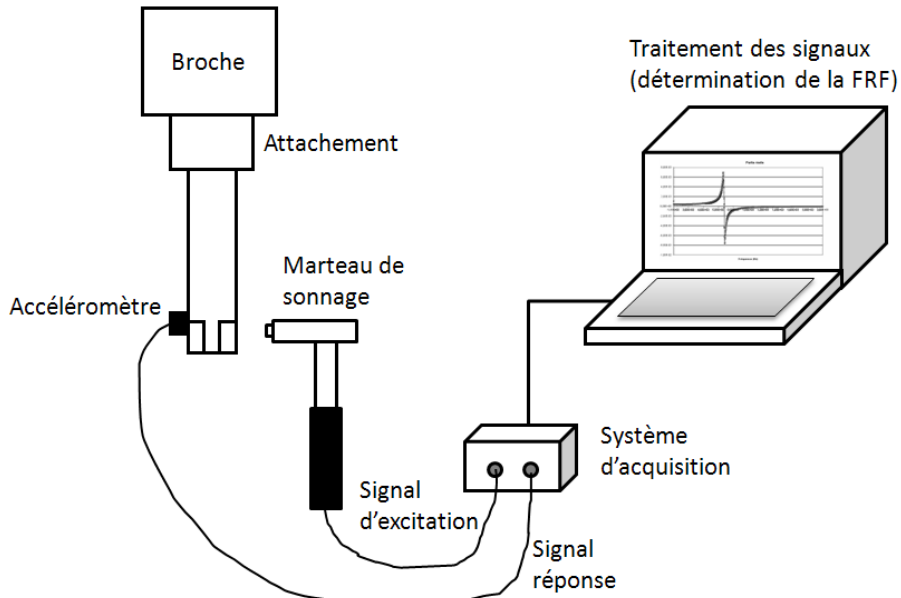 Broche
Attachement
Traitement des signaux
(détermination de la FRF)
Marteau de
sonnage
Accéléromètre
Système
d'acquisition
Signal
d'excitation
Signal
réponse